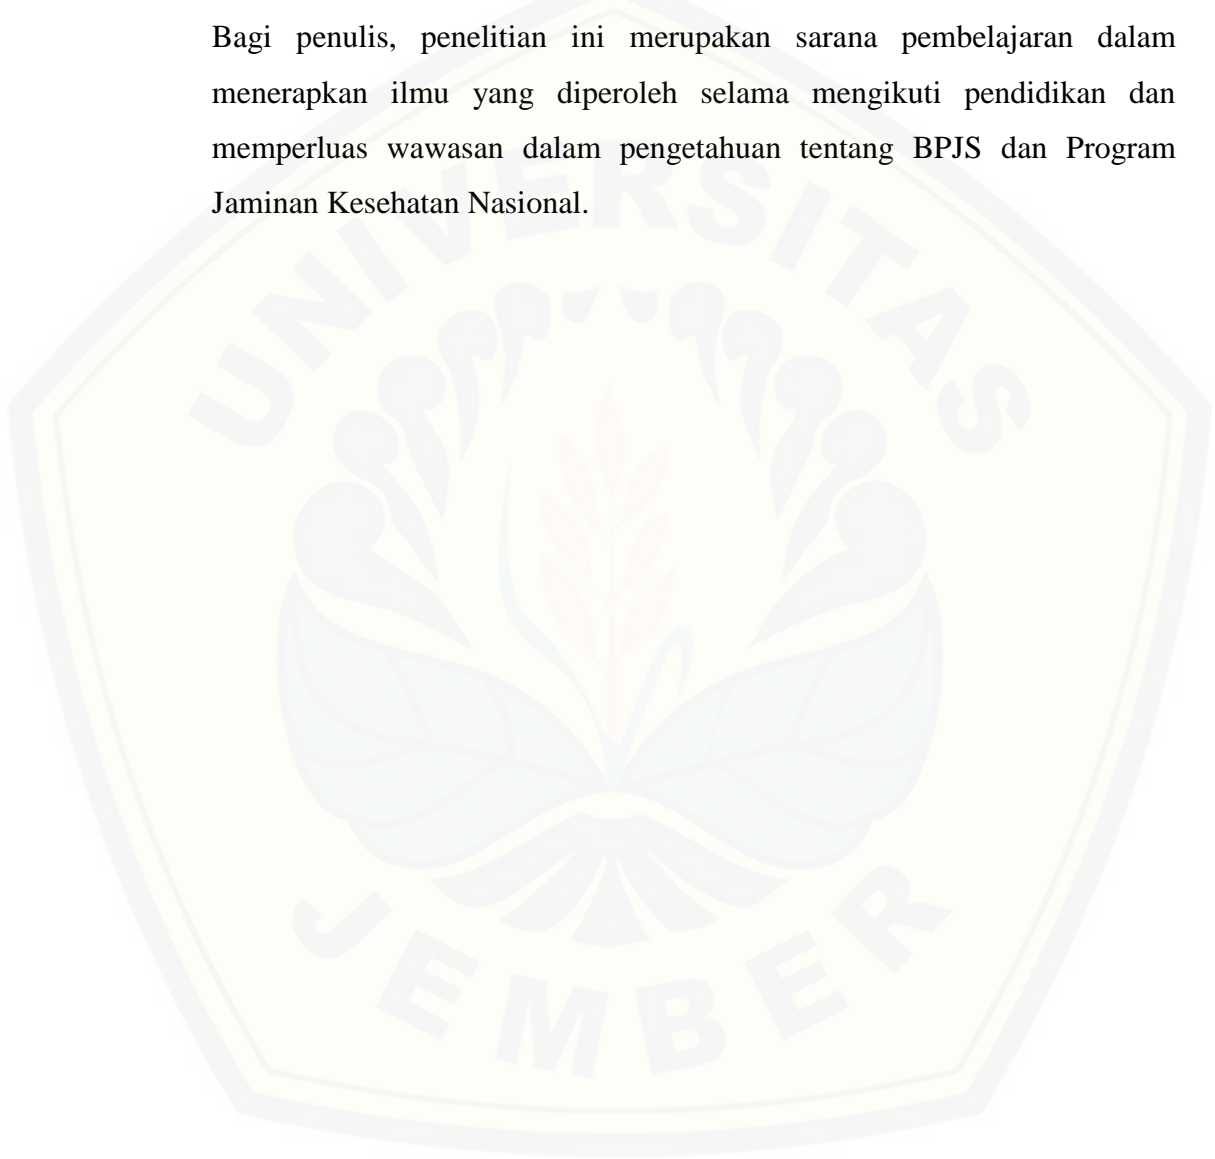 Bagi penulis, penelitian ini merupakan sarana pembelajaran dalam
menerapkan ilmu yang diperoleh selama mengikuti pendidikan dan
memperluas wawasan dalam pengetahuan tentang BPJS dan Program
Jaminan Kesehatan Nasional.
UNIVERSITAS
JEMBER